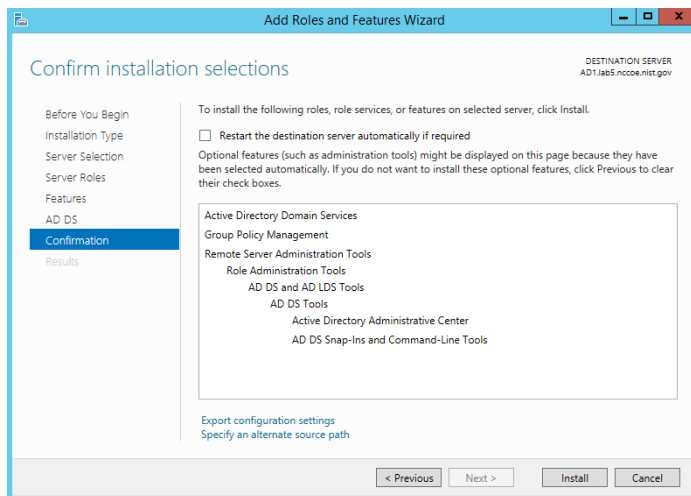 Add Roles and Features Wizard
Confirm installation selections
DESTINATION SERVER
AD1.lab5.nccoe.nist.gov
Before You Begin
Installation Type
Server Selection
Server Roles
Features
AD DS
Confirmation
Results
To install the following roles, role services, or features on selected server, click Install.
Restart the destination server automatically if required
Optional features (such as administration tools) might be displayed on this page because they have
been selected automatically. If you do not want to install these optional features, click Previous to clear
their check boxes.
Active Directory Domain Services
Group Policy Management
Remote Server Administration Tools
Role Administration Tools
AD DS and AD LDS Tools
AD DS Tools
Active Directory Administrative Center
AD DS Snap-Ins and Command-Line Tools
Export configuration settings
Specify an alternate source path
< Previous
Next >
Install
Cancel